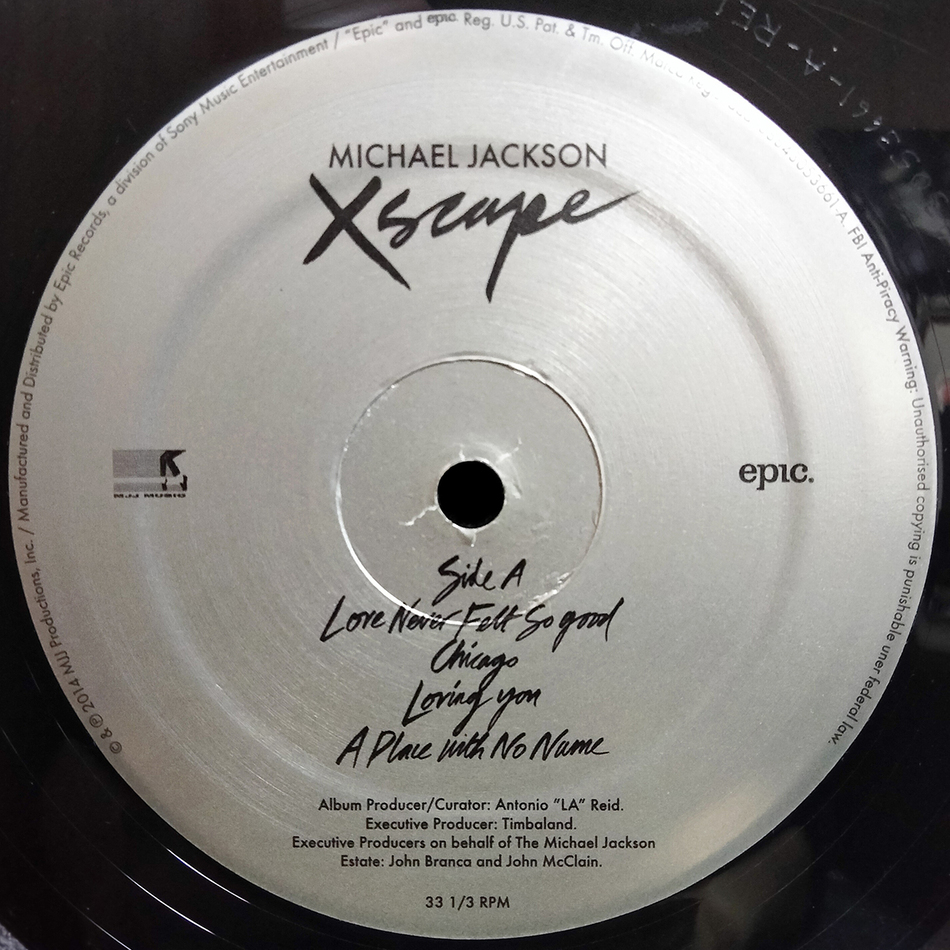 MICHAEL JACKSON
Xscape
MJJ MUSIC
epic.
Side A
Love Never Felt So good
Chicago
Loving you
A Place with No Name
Album Producer/Curator: Antonio "LA" Reid.
Executive Producer: Timbaland.
Executive Producers on behalf of The Michael Jackson
Estate: John Branca and John McClain.
33 1/3 RPM
© & ℗ 2014 MJJ Productions, Inc. / Manufactured and Distributed by Epic Records, a division of Sony Music Entertainment / "Epic" and epic. Reg. U.S. Pat. & Tm. Off. Marca Reg. FBI Anti-Piracy Warning: Unauthorised copying is punishable uner federal law.